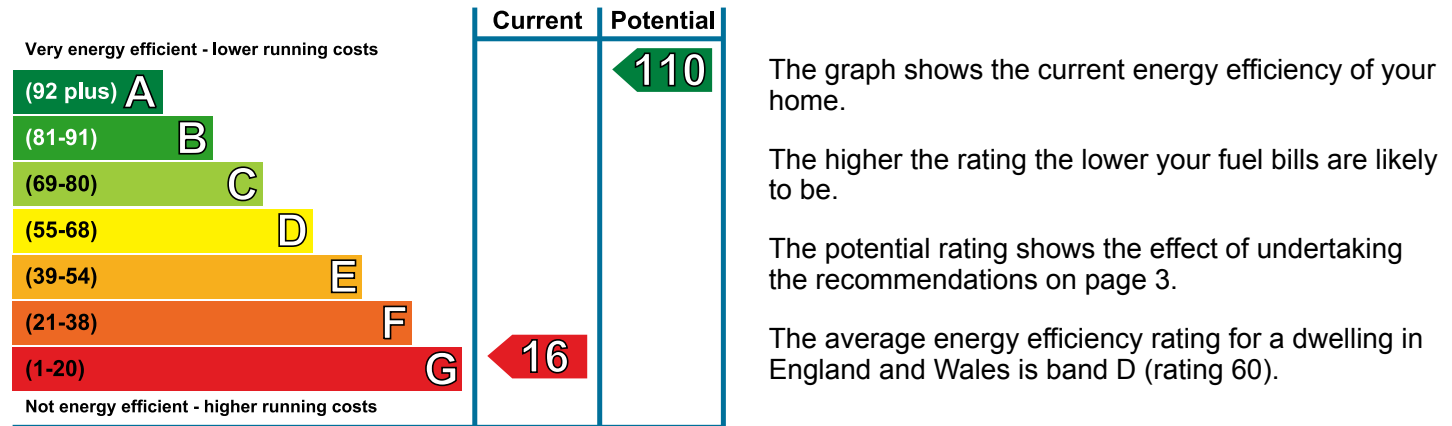 Current Potential
Very energy efficient - lower running costs
110
(92 plus) A
(81-91) B
(69-80) C
(55-68) D
(39-54) E
(21-38) F
(1-20) G
16
Not energy efficient - higher running costs
The graph shows the current energy efficiency of your
home.
The higher the rating the lower your fuel bills are likely
to be.
The potential rating shows the effect of undertaking
the recommendations on page 3.
The average energy efficiency rating for a dwelling in
England and Wales is band D (rating 60).